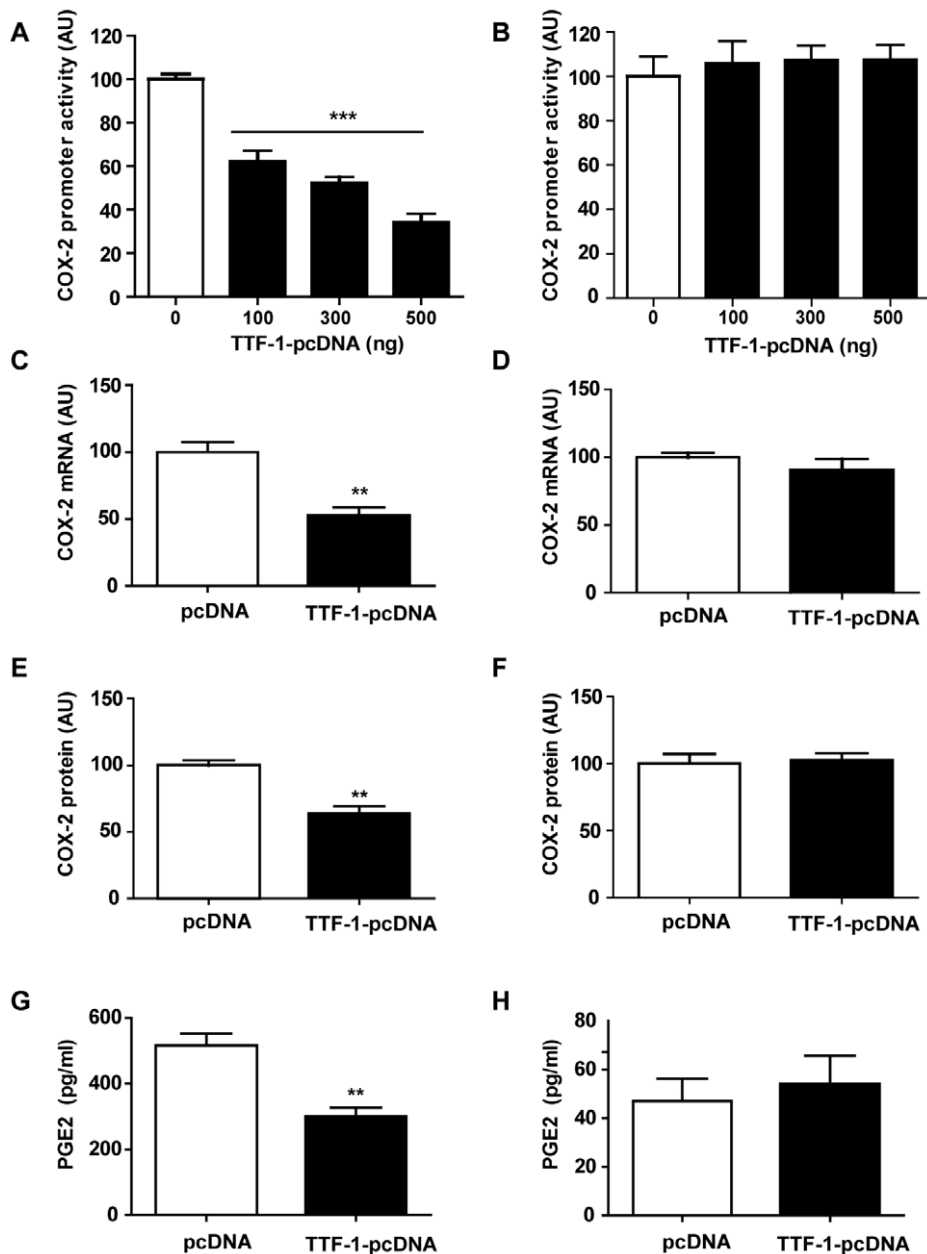 A
COX-2 promoter activity (AU)
120
100
80
60
40
20
0
***
0 100 300 500
TTF-1-pcDNA (ng)
B
COX-2 promoter activity (AU)
120
100
80
60
40
20
0
0 100 300 500
TTF-1-pcDNA (ng)
C
COX-2 mRNA (AU)
150
100
50
0
**
pcDNA TTF-1-pcDNA
D
COX-2 mRNA (AU)
150
100
50
0
pcDNA TTF-1-pcDNA
E
COX-2 protein (AU)
150
100
50
0
**
pcDNA TTF-1-pcDNA
F
COX-2 protein (AU)
150
100
50
0
pcDNA TTF-1-pcDNA
G
PGE2 (pg/ml)
600
400
200
0
**
pcDNA TTF-1-pcDNA
H
PGE2 (pg/ml)
80
60
40
20
0
pcDNA TTF-1-pcDNA